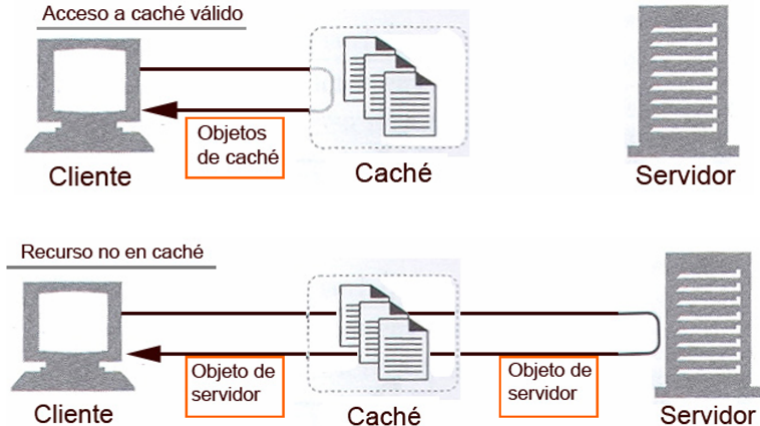 Acceso a caché válido
Objetos
de caché
Cliente
Caché
Servidor
Recurso no en caché
Objeto de
servidor
Objeto de
servidor
Cliente
Caché
Servidor